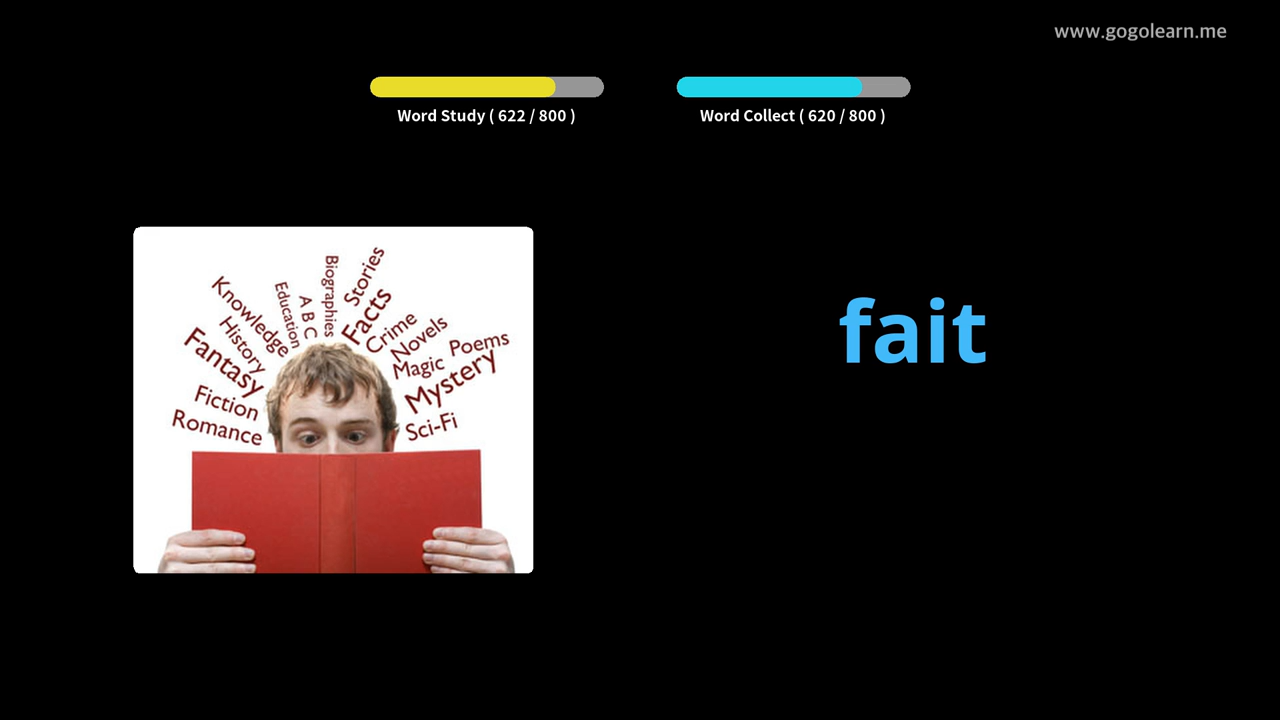 www.gogolearn.me
Word Study ( 622 / 800 )
Word Collect ( 620 / 800 )
fait
Biographies
Stories
Education
A B C
Facts
Knowledge
History
Crime
Novels
Poems
Fantasy
Magic
Mystery
Fiction
Romance
Sci-Fi